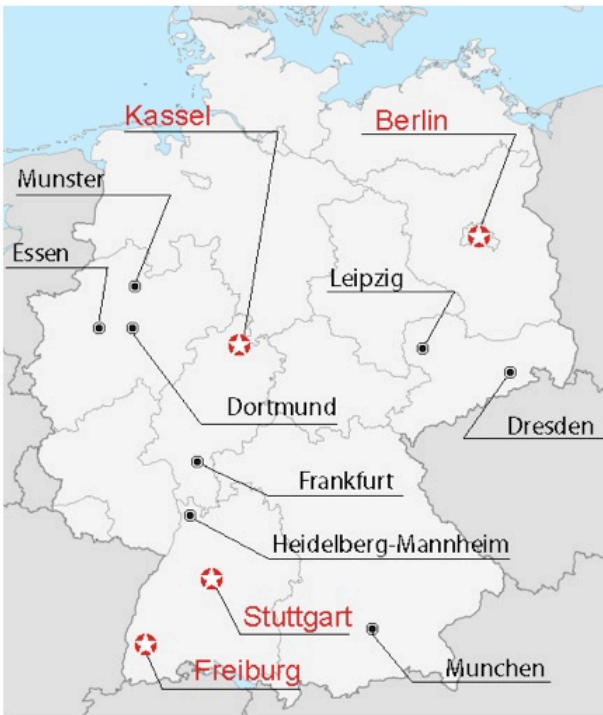 Kassel
Berlin
Munster
Essen
Leipzig
Dortmund
Dresden
Frankfurt
Heidelberg-Mannheim
Stuttgart
Freiburg
Munchen